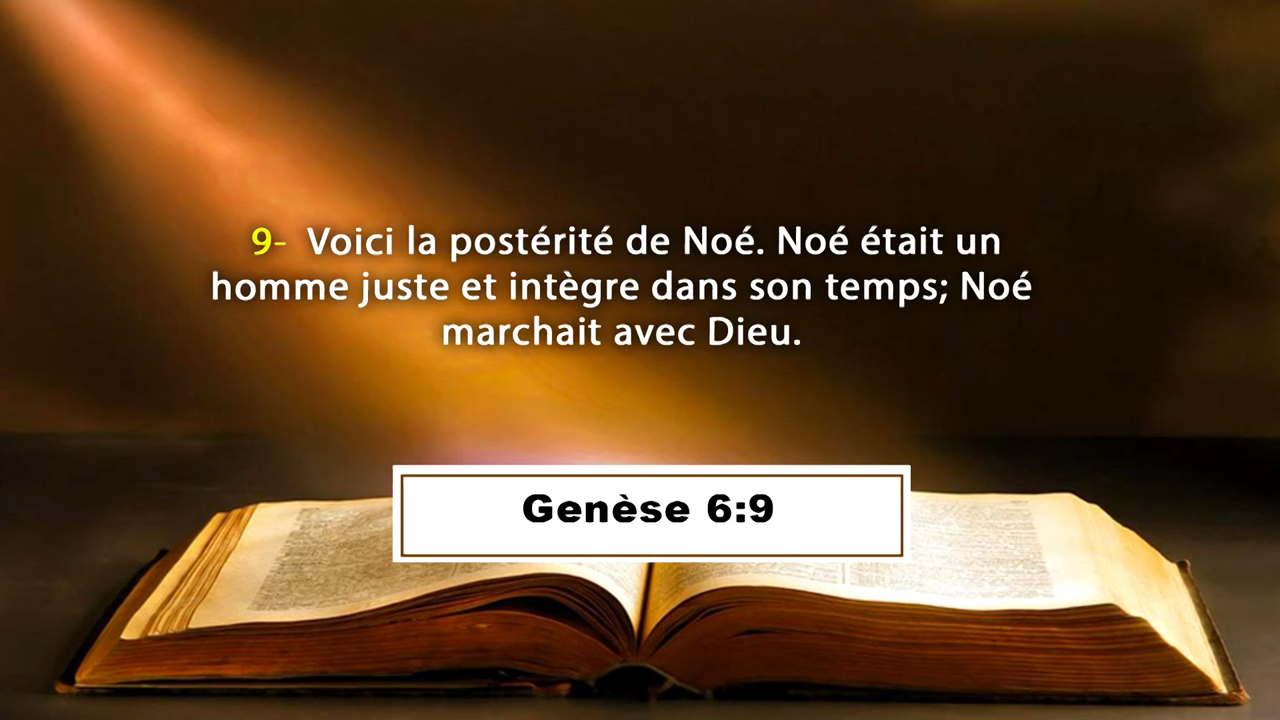 9- Voici la postérité de Noé. Noé était un
homme juste et intègre dans son temps; Noé
marchait avec Dieu.
Genèse 6:9